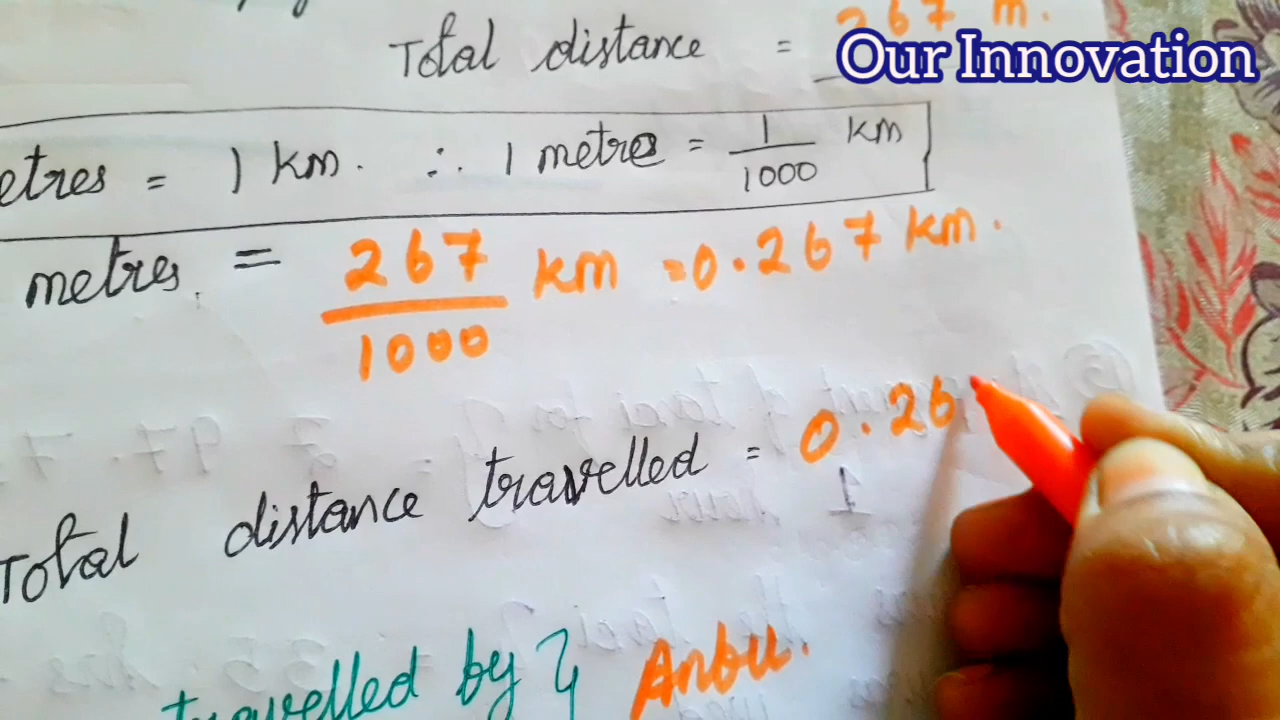 Total distance = 267 m.
Our Innovation
etres = 1 km. ∴ 1 metres = 1/1000 km
metres = 267/1000 km = 0.267 km.
Total distance travelled = 0.26
travelled by } Anbu.